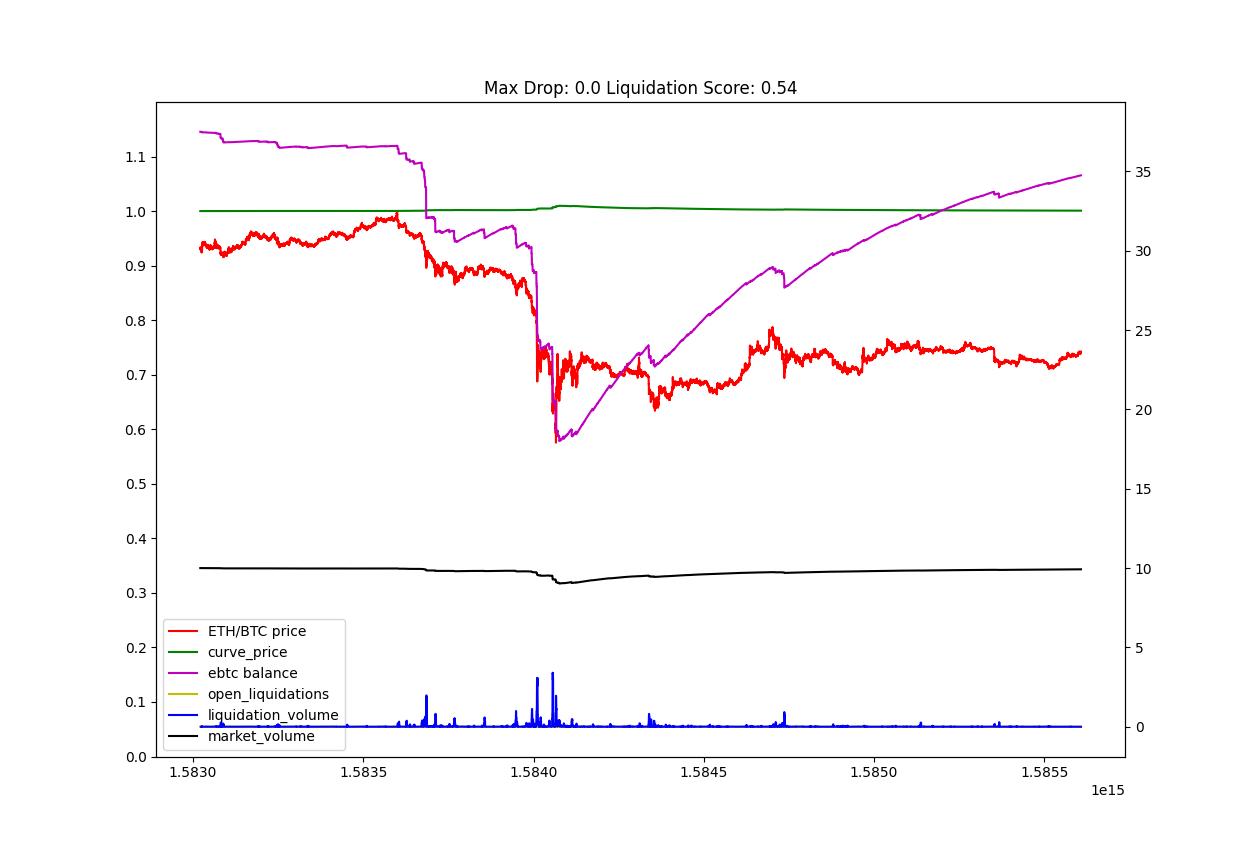 Max Drop: 0.0 Liquidation Score: 0.54
1.1
1.0
0.9
0.8
0.7
0.6
0.5
0.4
0.3
0.2
0.1
0.0
35
30
25
20
15
10
5
0
ETH/BTC price
curve_price
ebtc balance
open_liquidations
liquidation_volume
market_volume
1.5830 1.5835 1.5840 1.5845 1.5850 1.5855
1e15